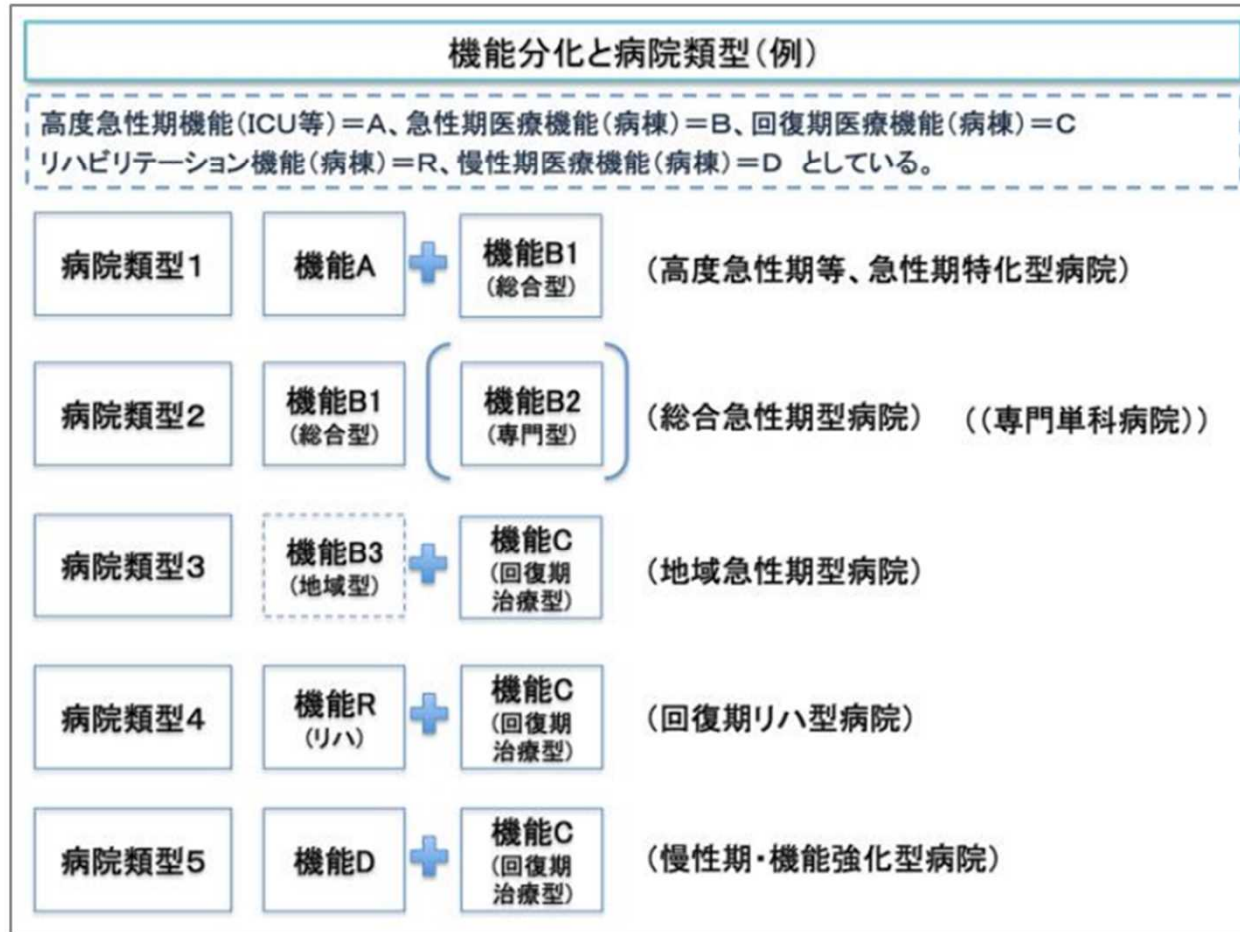 機能分化と病院類型(例)
高度急性期機能(ICU等)=A、急性期医療機能(病棟)=B、回復期医療機能(病棟)=C
リハビリテーション機能(病棟)=R、慢性期医療機能(病棟)=D としている。
病院類型1
機能A
機能B1
(総合型)
(高度急性期等、急性期特化型病院)
病院類型2
機能B1
(総合型)
機能B2
(専門型)
(総合急性期型病院) ((専門単科病院))
病院類型3
機能B3
(地域型)
機能C
(回復期
治療型)
(地域急性期型病院)
病院類型4
機能R
(リハ)
機能C
(回復期
治療型)
(回復期リハ型病院)
病院類型5
機能D
機能C
(回復期
治療型)
(慢性期・機能強化型病院)